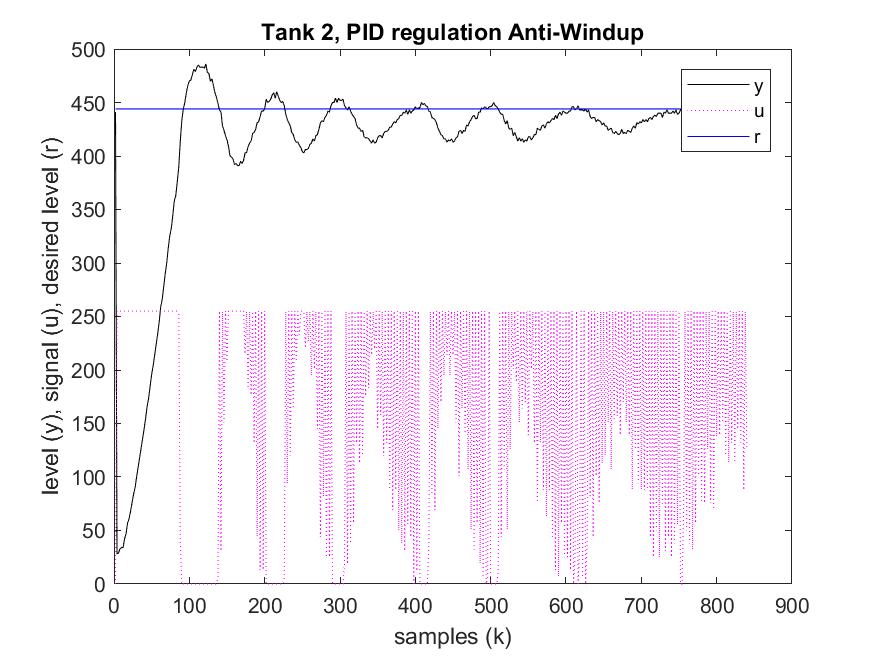 Tank 2, PID regulation Anti-Windup
500
450
400
350
300
250
200
150
100
50
0
level (y), signal (u), desired level (r)
y
u
r
0 100 200 300 400 500 600 700 800 900
samples (k)